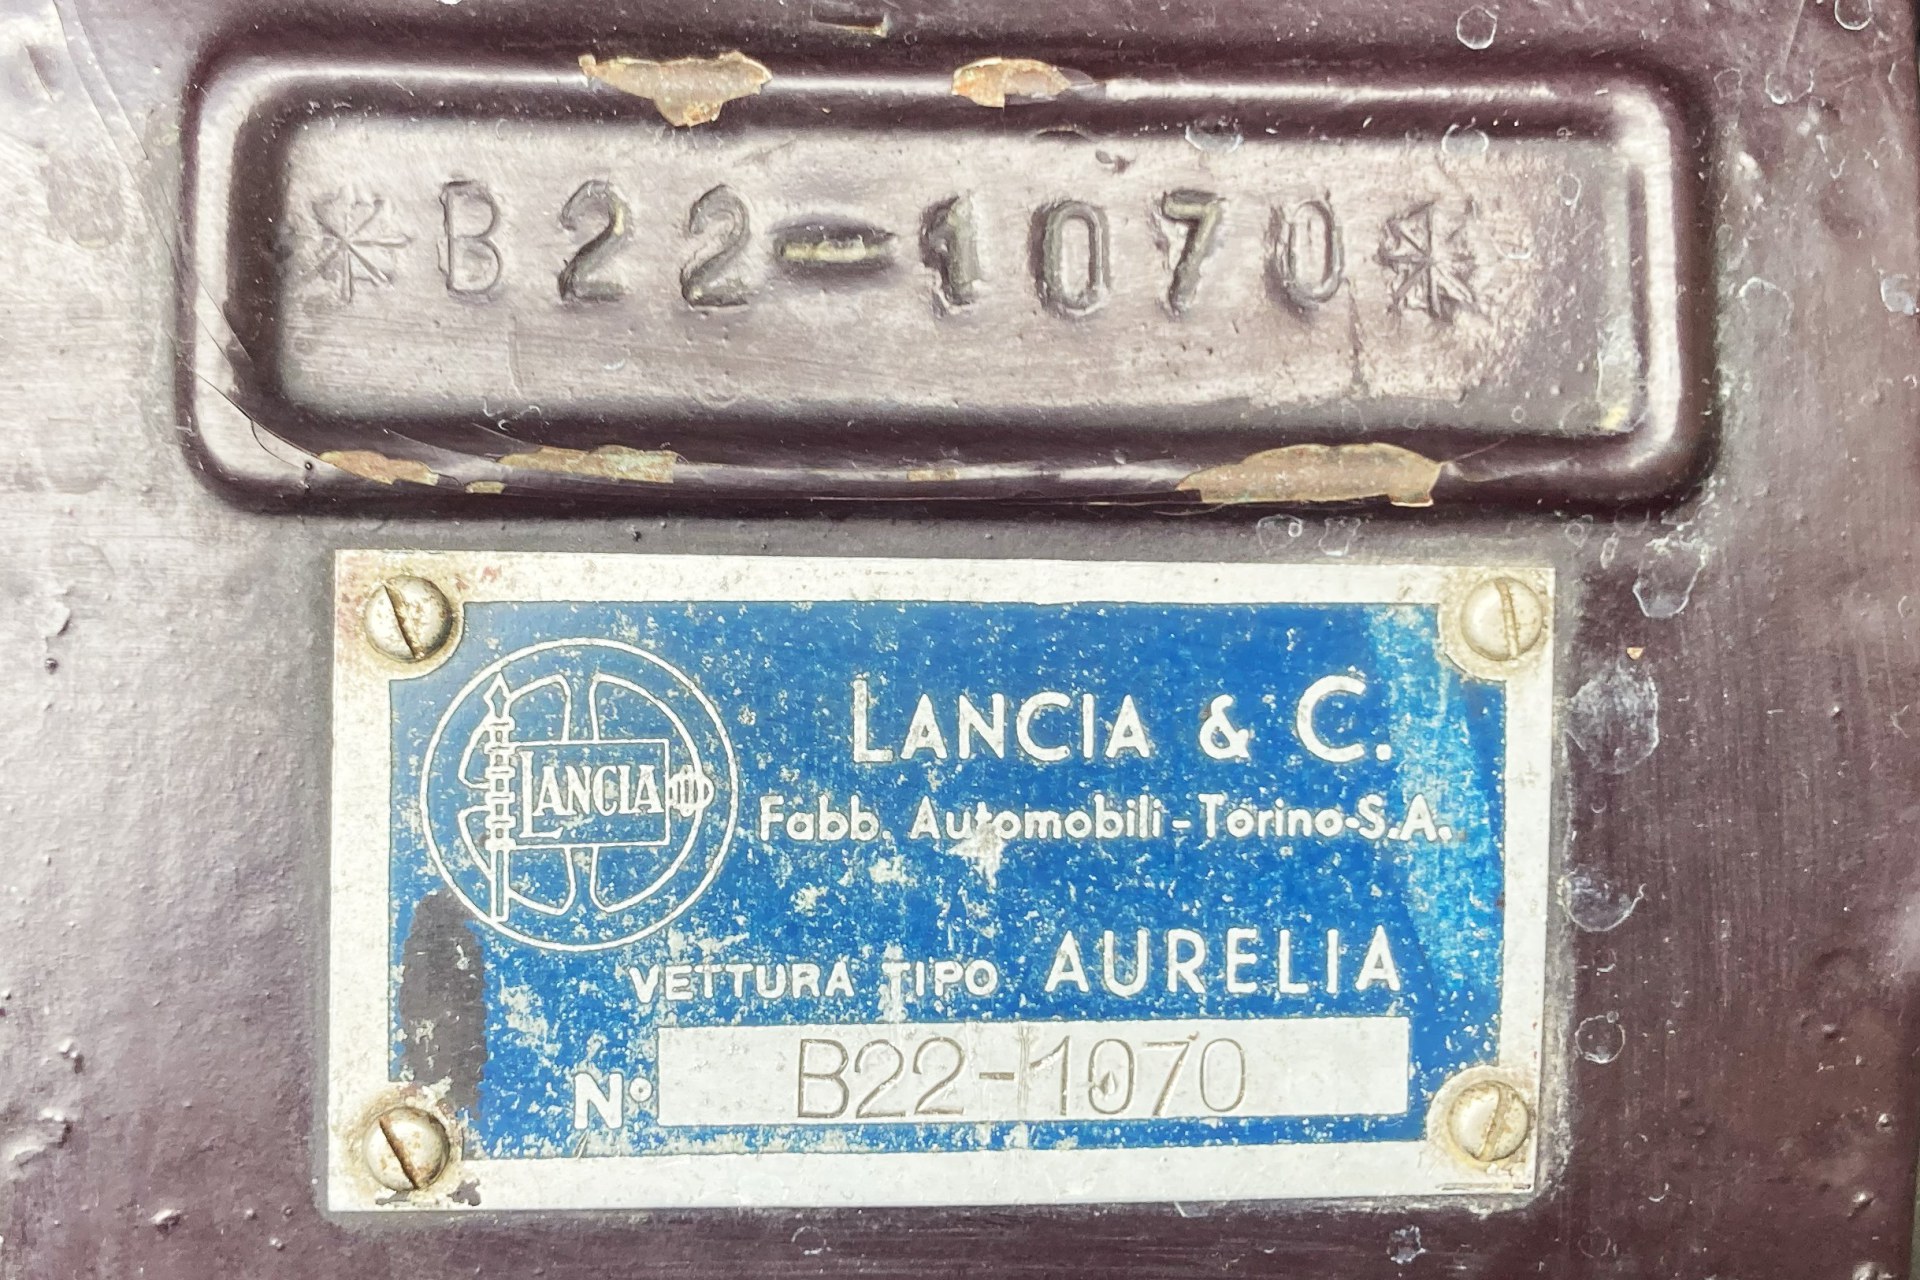 *B22-1070*
LANCIA
LANCIA & C.
Fabb. Automobili - Torino-S.A.
VETTURA TIPO AURELIA
N° B22-1070